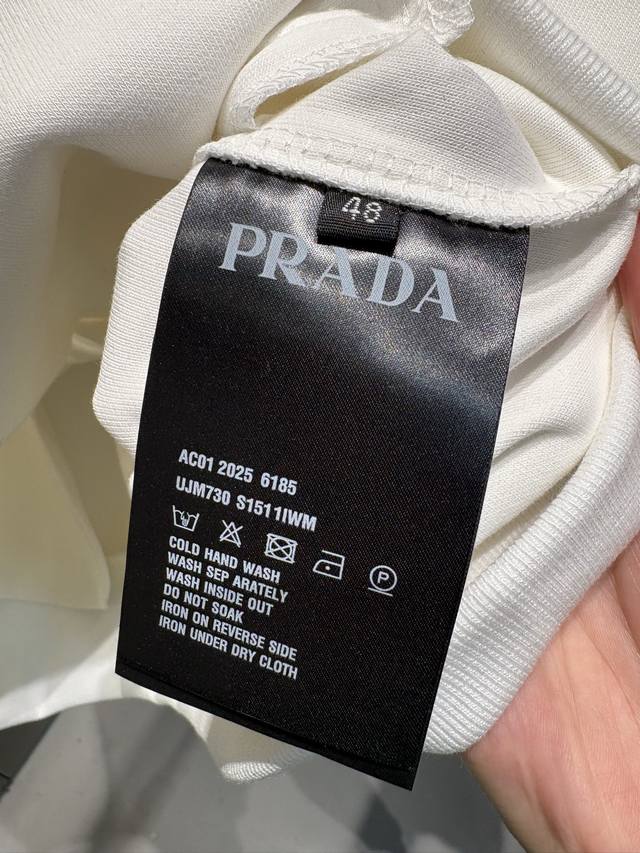 48
PRADA
AC01 2025 6185
UJM730 S1511IWM
P
COLD HAND WASH
WASH SEP ARATELY
WASH INSIDE OUT
DO NOT SOAK
IRON ON REVERSE SIDE
IRON UNDER DRY CLOTH